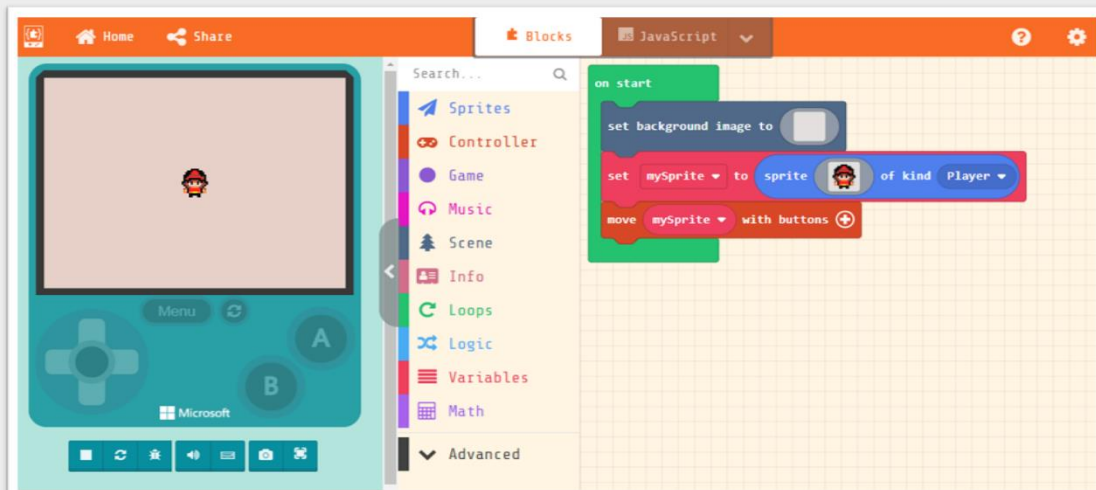 Home
Share
Blocks
JavaScript
?
Menu
A
B
Microsoft
Search...
Sprites
Controller
Game
Music
Scene
Info
Loops
Logic
Variables
Math
Advanced
on start
set background image to
set mySprite to sprite of kind Player
move mySprite with buttons +